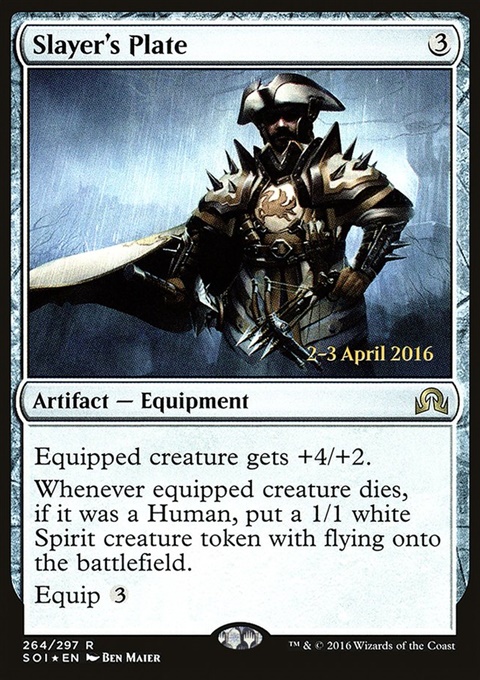 Slayer's Plate 3
2–3 April 2016
Artifact — Equipment
Equipped creature gets +4/+2.
Whenever equipped creature dies,
if it was a Human, put a 1/1 white
Spirit creature token with flying onto
the battlefield.
Equip 3
264/297 R
SOI★EN Ben Maier
™ & © 2016 Wizards of the Coast